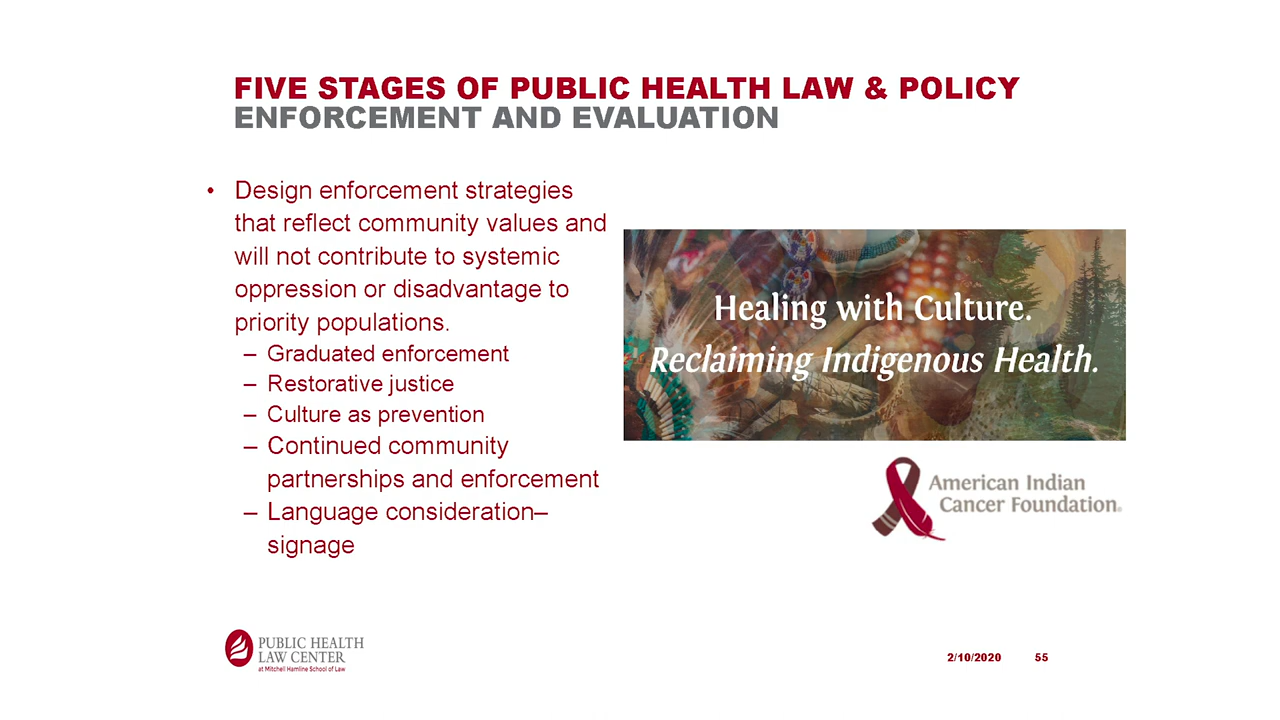 FIVE STAGES OF PUBLIC HEALTH LAW & POLICY
ENFORCEMENT AND EVALUATION
• Design enforcement strategies
that reflect community values and
will not contribute to systemic
oppression or disadvantage to
priority populations.
– Graduated enforcement
– Restorative justice
– Culture as prevention
– Continued community
partnerships and enforcement
– Language consideration–
signage
Healing with Culture.
Reclaiming Indigenous Health.
American Indian
Cancer Foundation®
PUBLIC HEALTH
LAW CENTER
at Mitchell Hamline School of Law
2/10/2020 55